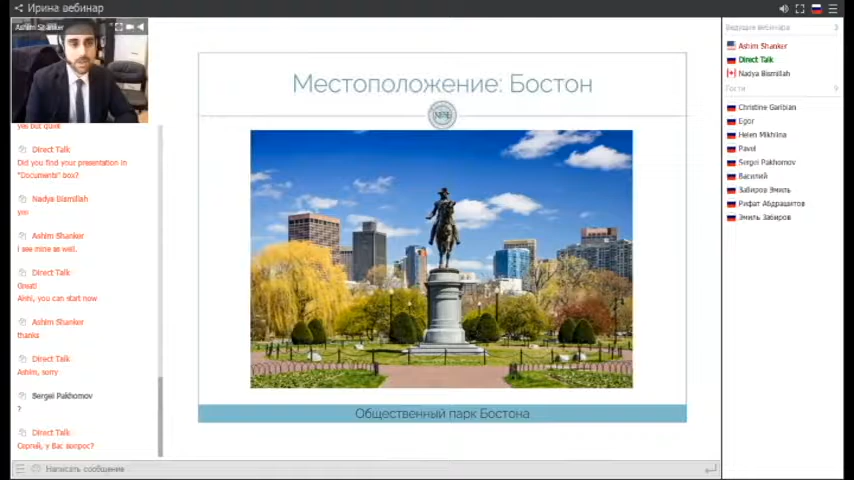 Ирина вебинар
Ashim Shanker
yes but quink
Direct Talk
Did you find your presentation in
"Documents" box?
Nadya Bismillah
yes
Ashim Shanker
I see mine as well.
Direct Talk
Great!
Ahhi, you can start now
Ashim Shanker
thanks
Direct Talk
Ashim, sorry
Sergei Pakhomov
?
Direct Talk
Сергей, у Вас вопрос?
Написать сообщение
Местоположение: Бостон
Общественный парк Бостона
Ведущие вебинара 3
Ashim Shanker
Direct Talk
Nadya Bismillah
Гости 9
Christine Garibian
Egor
Helen Mikhlina
Pavel
Sergei Pakhomov
Василий
Забиров Эмиль
Рифат Абдрашитов
Эмиль Забиров